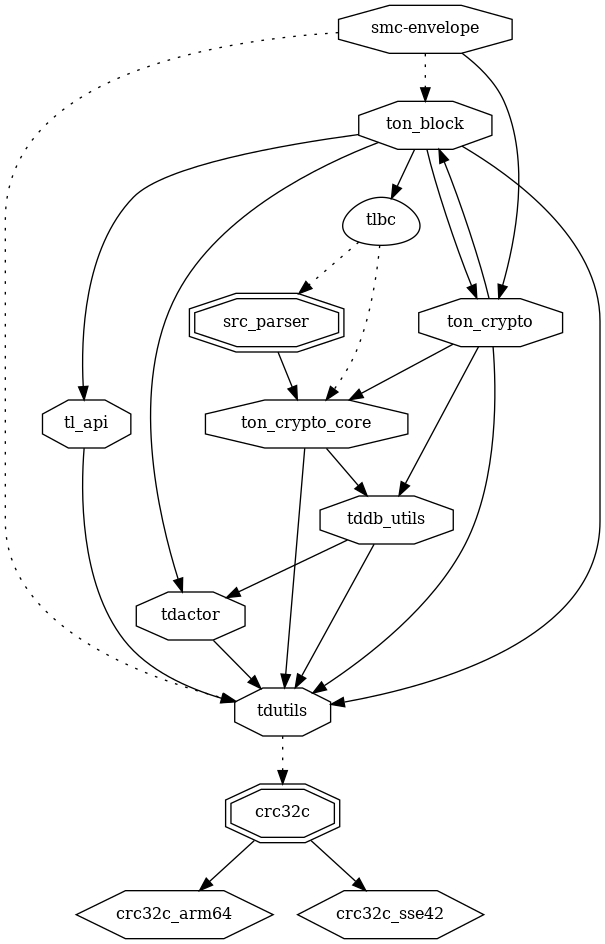 smc-envelope
ton_block
tlbc
src_parser
ton_crypto
tl_api
ton_crypto_core
tddb_utils
tdactor
tdutils
crc32c
crc32c_arm64
crc32c_sse42